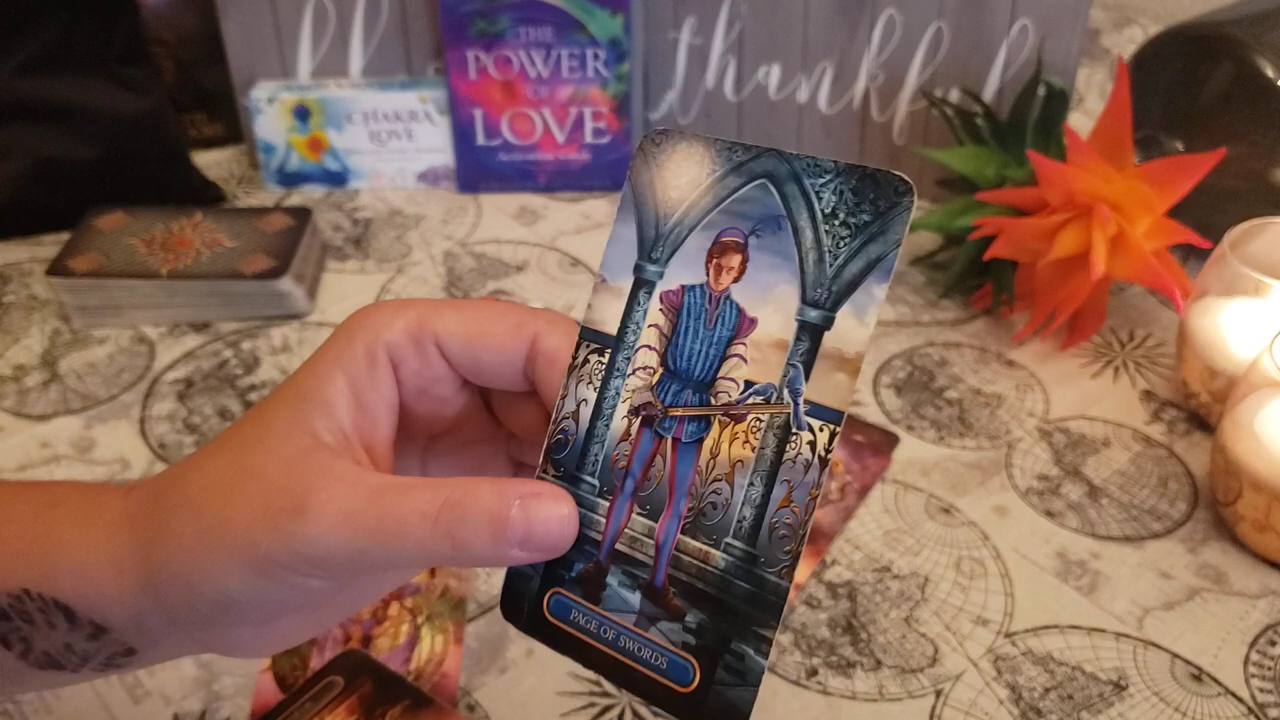 thankful
THE
POWER
OF
LOVE
CHAKRA
LOVE
PAGE OF SWORDS